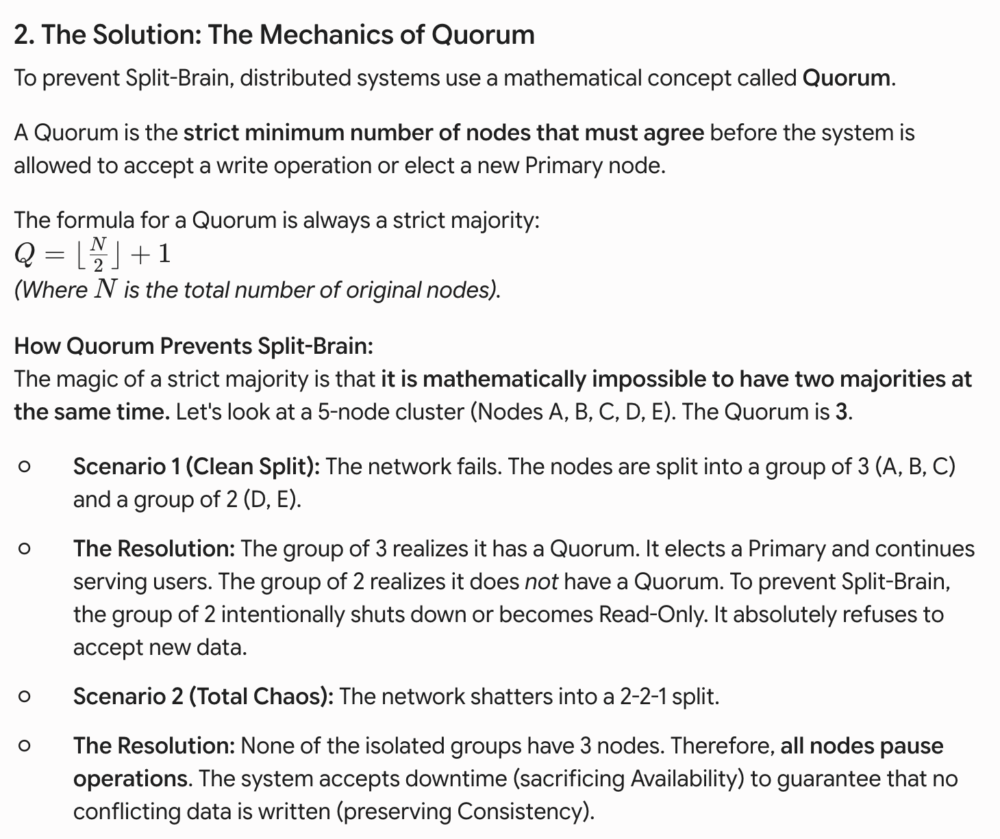 2. The Solution: The Mechanics of Quorum
To prevent Split-Brain, distributed systems use a mathematical concept called Quorum.
A Quorum is the strict minimum number of nodes that must agree before the system is
allowed to accept a write operation or elect a new Primary node.
The formula for a Quorum is always a strict majority:
Q = ⌊N/2⌋ + 1
(Where N is the total number of original nodes).
How Quorum Prevents Split-Brain:
The magic of a strict majority is that it is mathematically impossible to have two majorities at
the same time. Let's look at a 5-node cluster (Nodes A, B, C, D, E). The Quorum is 3.
Scenario 1 (Clean Split): The network fails. The nodes are split into a group of 3 (A, B, C)
and a group of 2 (D, E).
The Resolution: The group of 3 realizes it has a Quorum. It elects a Primary and continues
serving users. The group of 2 realizes it does not have a Quorum. To prevent Split-Brain,
the group of 2 intentionally shuts down or becomes Read-Only. It absolutely refuses to
accept new data.
Scenario 2 (Total Chaos): The network shatters into a 2-2-1 split.
The Resolution: None of the isolated groups have 3 nodes. Therefore, all nodes pause
operations. The system accepts downtime (sacrificing Availability) to guarantee that no
conflicting data is written (preserving Consistency).